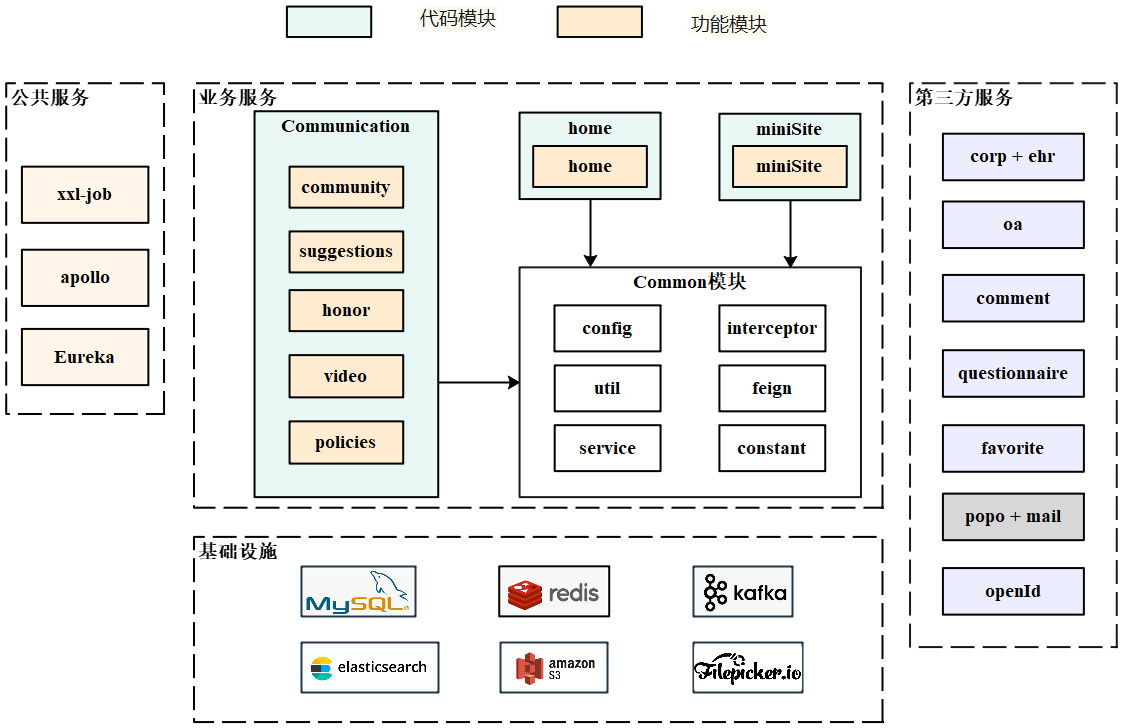 代码模块
功能模块
公共服务
xxl-job
apollo
Eureka
业务服务
Communication
community
suggestions
honor
video
policies
home
home
miniSite
miniSite
Common模块
config
interceptor
util
feign
service
constant
基础设施
MySQL
redis
kafka
elasticsearch
amazon
S3
Filepicker.io
第三方服务
corp + ehr
oa
comment
questionnaire
favorite
popo + mail
openId